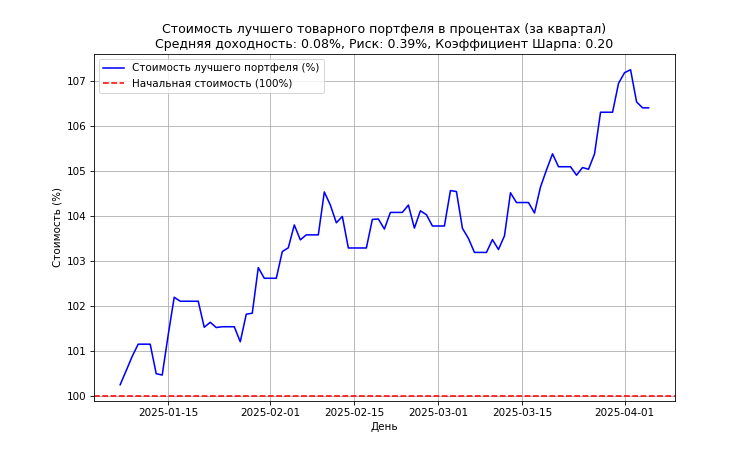 Стоимость лучшего товарного портфеля в процентах (за квартал)
Средняя доходность: 0.08%, Риск: 0.39%, Коэффициент Шарпа: 0.20
Стоимость лучшего портфеля (%)
Начальная стоимость (100%)
Стоимость (%)
107
106
105
104
103
102
101
100
2025-01-15
2025-02-01
2025-02-15
2025-03-01
2025-03-15
2025-04-01
День